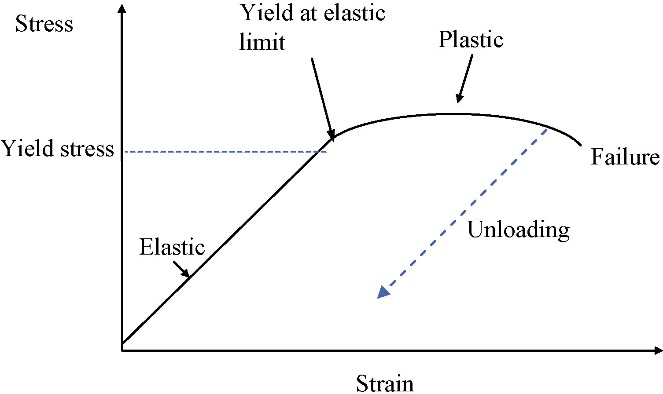 Stress
Yield at elastic
limit
Plastic
Yield stress
Failure
Elastic
Unloading
Strain